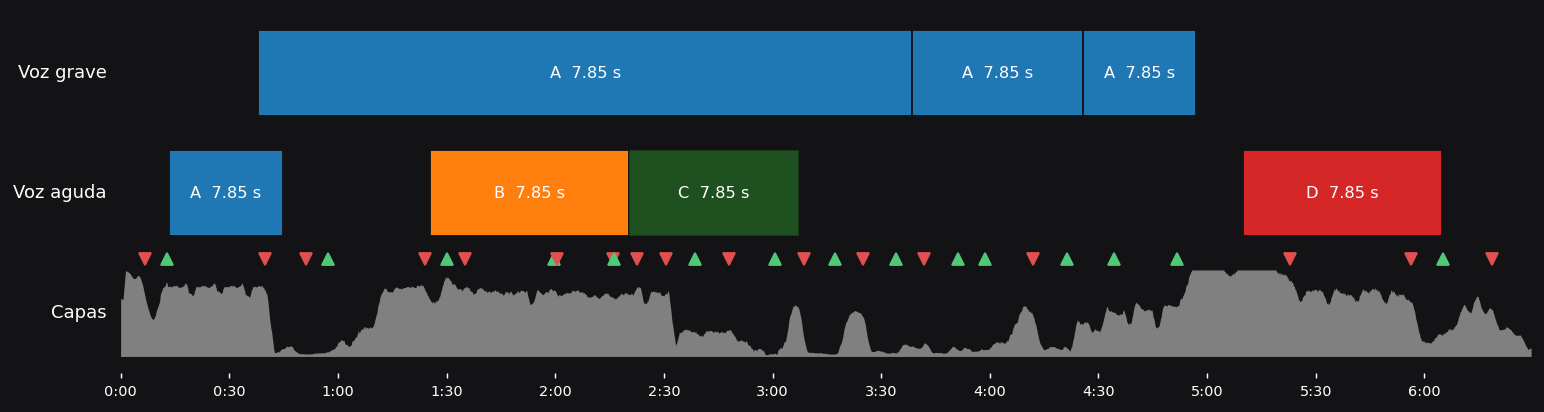 Voz grave
A 7.85 s
A 7.85 s
A 7.85 s
Voz aguda
A 7.85 s
B 7.85 s
C 7.85 s
D 7.85 s
Capas
0:00
0:30
1:00
1:30
2:00
2:30
3:00
3:30
4:00
4:30
5:00
5:30
6:00